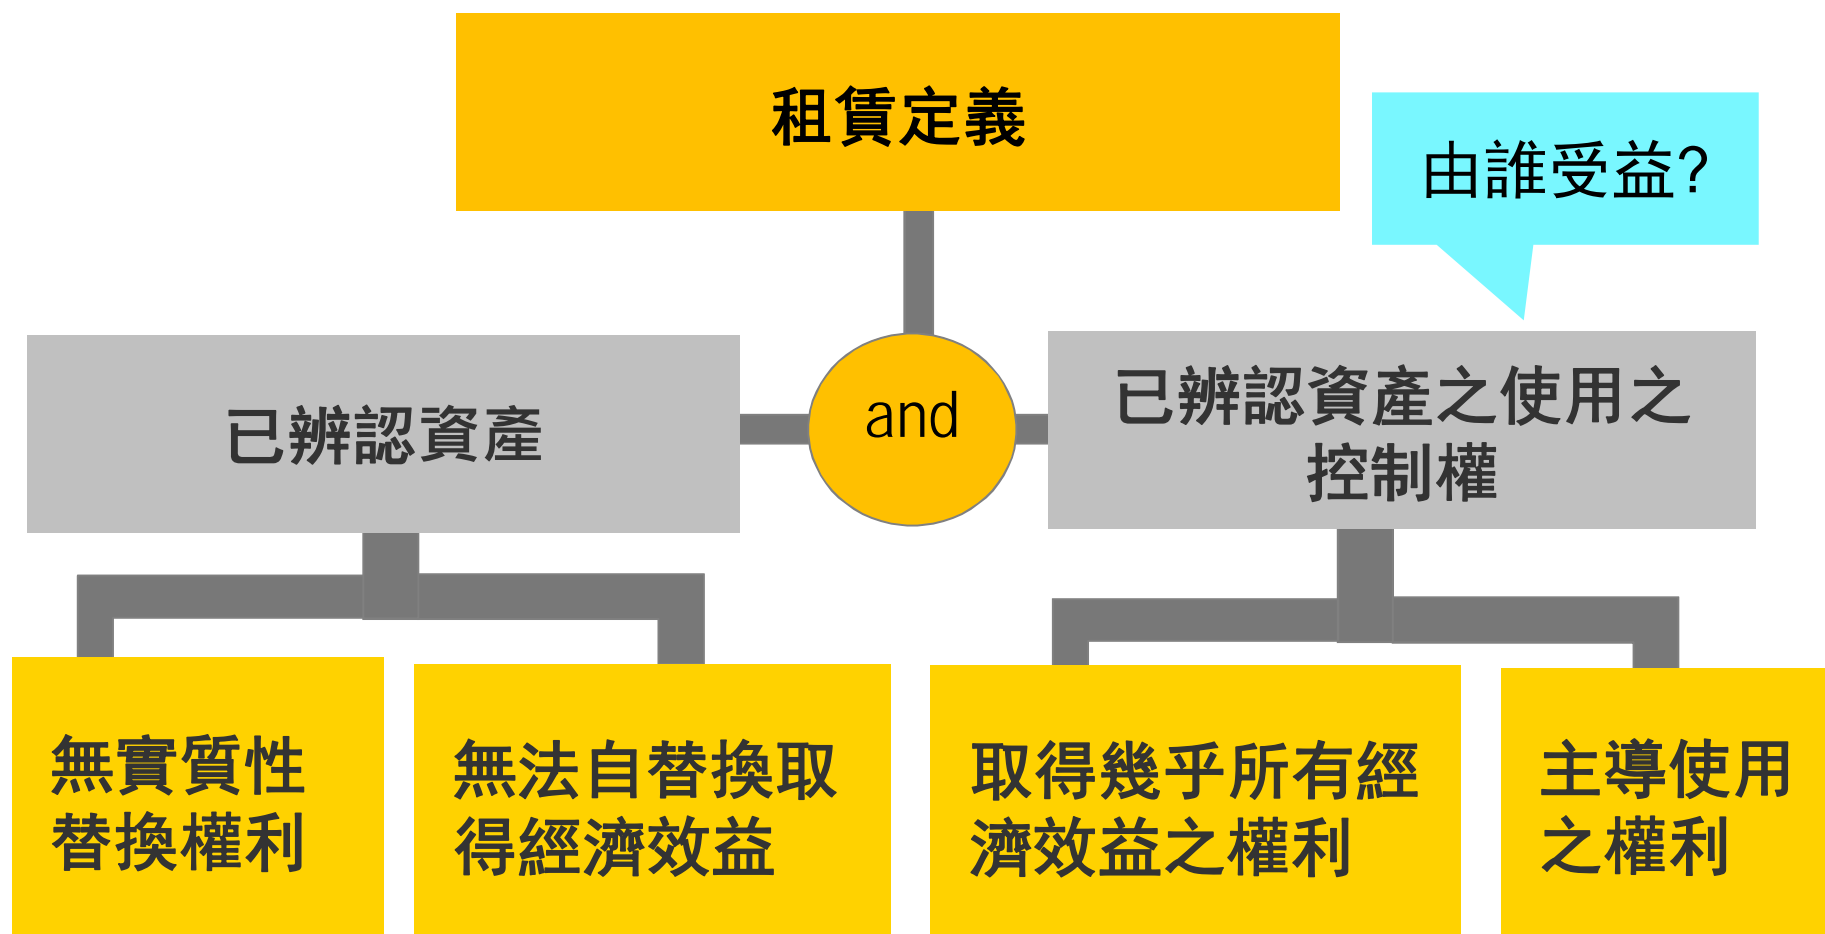 租賃定義
由誰受益?
已辨認資產
and
已辨認資產之使用之
控制權
無實質性
替換權利
無法自替換取
得經濟效益
取得幾乎所有經
濟效益之權利
主導使用
之權利